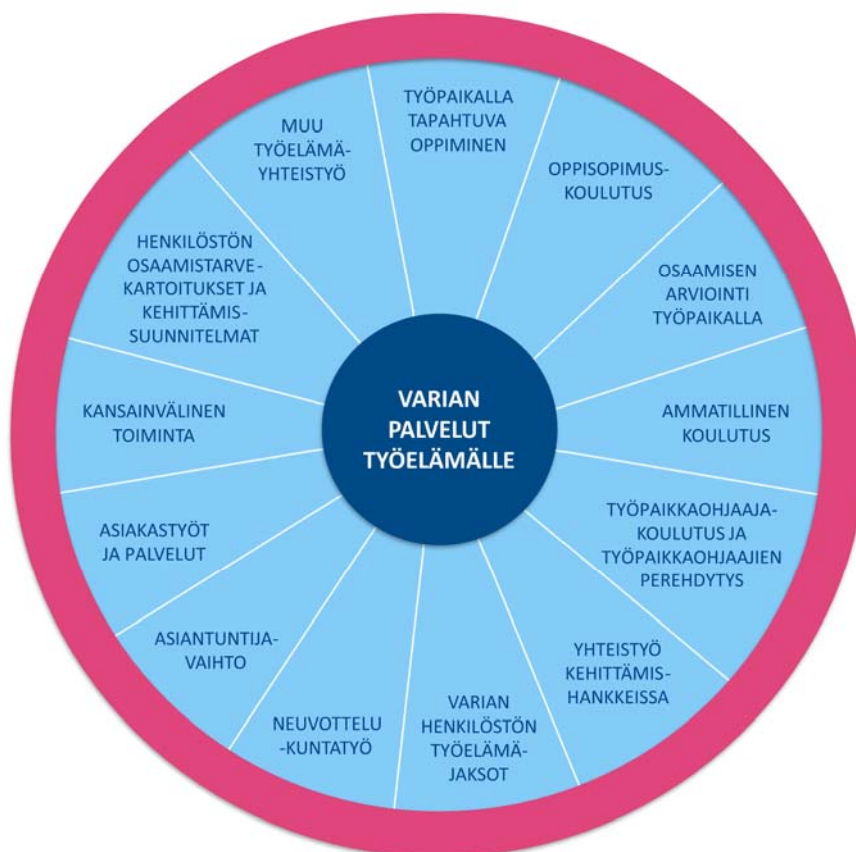 TYÖPAIKALLA
TAPAHTUVA
OPPIMINEN
OPPISOPIMUS-
KOULUTUS
OSAAMISEN
ARVIOINTI
TYÖPAIKALLA
AMMATILLINEN
KOULUTUS
TYÖPAIKKAOHJAAJA-
KOULUTUS JA
TYÖPAIKKAOHJAAJIEN
PEREHDYTYS
YHTEISTYÖ
KEHITTÄMIS-
HANKKEISSA
VARIAN
HENKILÖSTÖN
TYÖELÄMÄ-
JAKSOT
NEUVOTTELU
-KUNTATYÖ
ASIANTUNTIJA-
VAIHTO
ASIAKASTYÖT
JA PALVELUT
KANSAINVÄLINEN
TOIMINTA
HENKILÖSTÖN
OSAAMISTARVE-
KARTOITUKSET JA
KEHITTÄMIS-
SUUNNITELMAT
MUU
TYÖELÄMÄ-
YHTEISTYÖ
VARIAN
PALVELUT
TYÖELÄMÄLLE